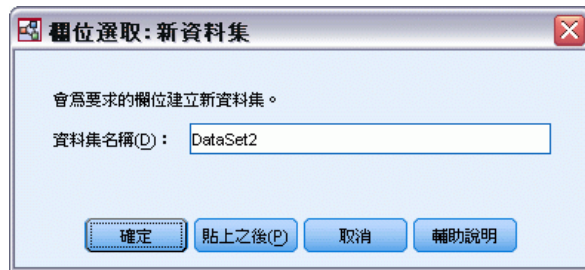 欄位選取：新資料集
會為要求的欄位建立新資料集。
資料集名稱(D)： DataSet2
確定 貼上之後(P) 取消 輔助說明